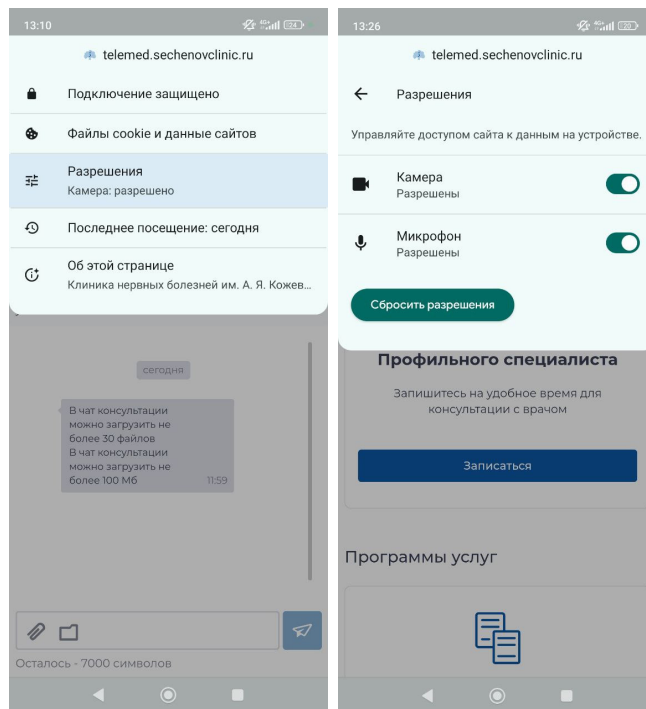 13:10
4G+
24
telemed.sechenovclinic.ru
Подключение защищено
Файлы cookie и данные сайтов
Разрешения
Камера: разрешено
Последнее посещение: сегодня
Об этой странице
Клиника нервных болезней им. А. Я. Кожев...
сегодня
В чат консультации
можно загрузить не
более 30 файлов
В чат консультации
можно загрузить не
более 100 Мб
11:59
Осталось - 7000 символов
13:26
4G+
20
telemed.sechenovclinic.ru
Разрешения
Управляйте доступом сайта к данным на устройстве.
Камера
Разрешены
Микрофон
Разрешены
Сбросить разрешения
Профильного специалиста
Запишитесь на удобное время для
консультации с врачом
Записаться
Программы услуг